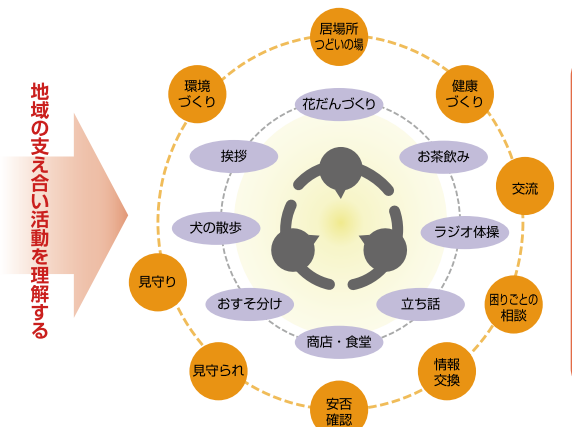 地域の支え合い活動を理解する
居場所
つどいの場
健康
づくり
交流
困りごとの
相談
情報
交換
安否
確認
見守られ
見守り
環境
づくり
花だんづくり
お茶飲み
ラジオ体操
立ち話
商店・食堂
おすそ分け
犬の散歩
挨拶